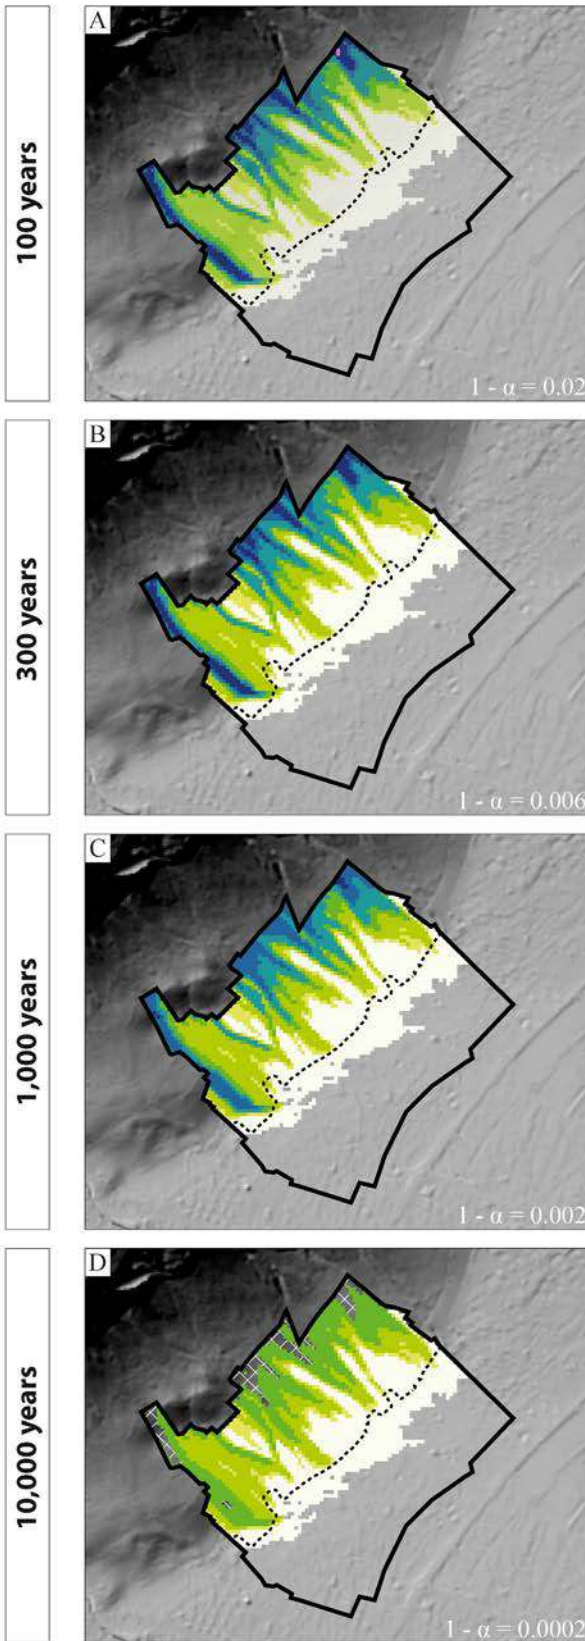 A
100 years
1 - α = 0.02
B
300 years
1 - α = 0.006
C
1,000 years
1 - α = 0.002
D
10,000 years
1 - α = 0.0002